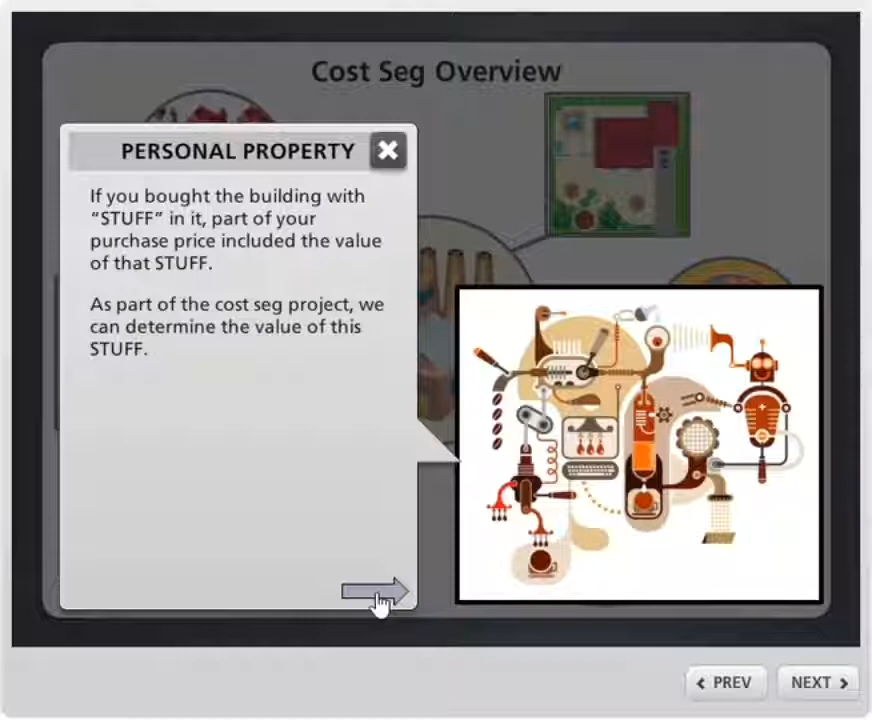 Cost Seg Overview
PERSONAL PROPERTY
If you bought the building with
“STUFF” in it, part of your
purchase price included the value
of that STUFF.
As part of the cost seg project, we
can determine the value of this
STUFF.
PREV
NEXT